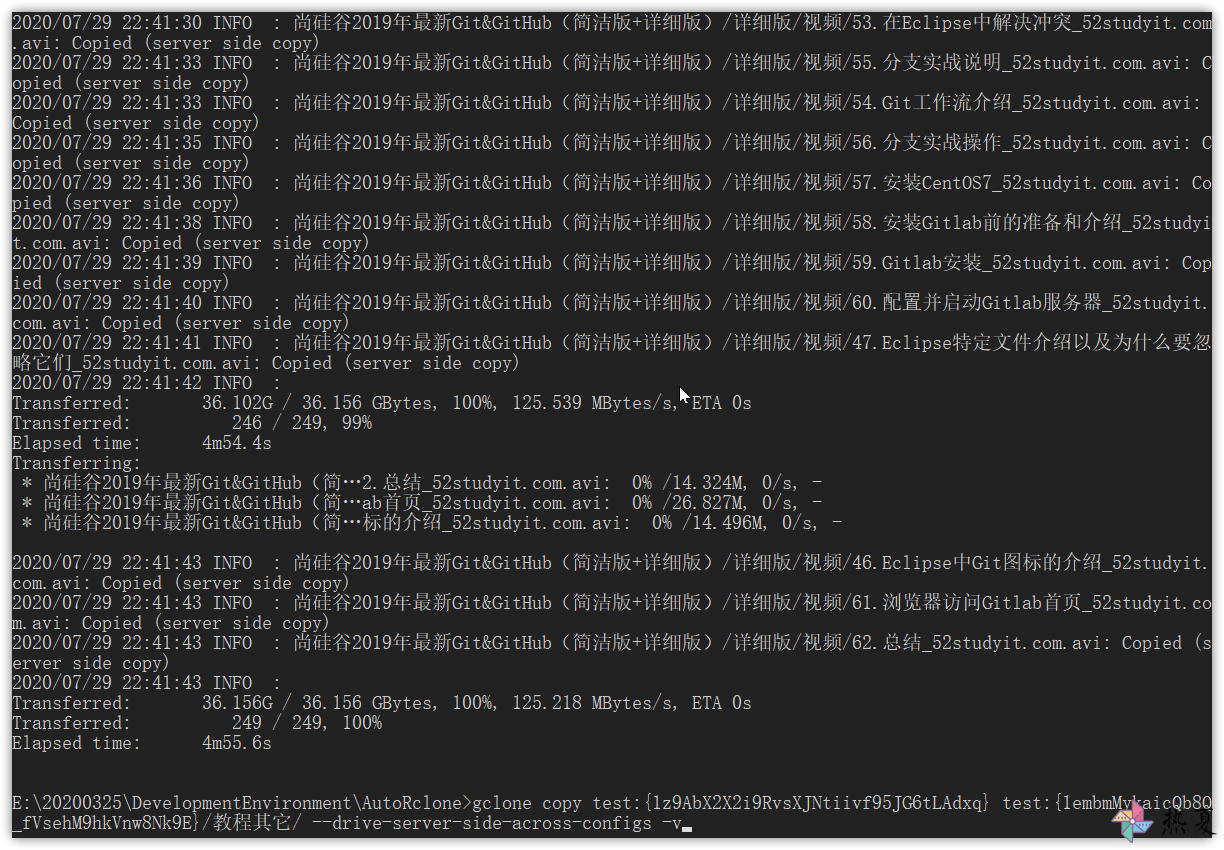 2020/07/29 22:41:30 INFO  : 尚硅谷2019年最新Git&GitHub（简洁版+详细版）/详细版/视频/53.在Eclipse中解决冲突_52studyit.com
.avi: Copied (server side copy)
2020/07/29 22:41:33 INFO  : 尚硅谷2019年最新Git&GitHub（简洁版+详细版）/详细版/视频/55.分支实战说明_52studyit.com.avi: C
opied (server side copy)
2020/07/29 22:41:33 INFO  : 尚硅谷2019年最新Git&GitHub（简洁版+详细版）/详细版/视频/54.Git工作流介绍_52studyit.com.avi:
Copied (server side copy)
2020/07/29 22:41:35 INFO  : 尚硅谷2019年最新Git&GitHub（简洁版+详细版）/详细版/视频/56.分支实战操作_52studyit.com.avi: C
opied (server side copy)
2020/07/29 22:41:36 INFO  : 尚硅谷2019年最新Git&GitHub（简洁版+详细版）/详细版/视频/57.安装CentOS7_52studyit.com.avi: Co
pied (server side copy)
2020/07/29 22:41:38 INFO  : 尚硅谷2019年最新Git&GitHub（简洁版+详细版）/详细版/视频/58.安装Gitlab前的准备和介绍_52studyi
t.com.avi: Copied (server side copy)
2020/07/29 22:41:39 INFO  : 尚硅谷2019年最新Git&GitHub（简洁版+详细版）/详细版/视频/59.Gitlab安装_52studyit.com.avi: Cop
ied (server side copy)
2020/07/29 22:41:40 INFO  : 尚硅谷2019年最新Git&GitHub（简洁版+详细版）/详细版/视频/60.配置并启动Gitlab服务器_52studyit.
com.avi: Copied (server side copy)
2020/07/29 22:41:41 INFO  : 尚硅谷2019年最新Git&GitHub（简洁版+详细版）/详细版/视频/47.Eclipse特定文件介绍以及为什么要忽
略它们_52studyit.com.avi: Copied (server side copy)
2020/07/29 22:41:42 INFO  :
Transferred:       36.102G / 36.156 GBytes, 100%, 125.539 MBytes/s, ETA 0s
Transferred:          246 / 249, 99%
Elapsed time:      4m54.4s
Transferring:
 * 尚硅谷2019年最新Git&GitHub（简…2.总结_52studyit.com.avi:  0% /14.324M, 0/s, -
 * 尚硅谷2019年最新Git&GitHub（简…ab首页_52studyit.com.avi:  0% /26.827M, 0/s, -
 * 尚硅谷2019年最新Git&GitHub（简…标的介绍_52studyit.com.avi:  0% /14.496M, 0/s, -
2020/07/29 22:41:43 INFO  : 尚硅谷2019年最新Git&GitHub（简洁版+详细版）/详细版/视频/46.Eclipse中Git图标的介绍_52studyit.
com.avi: Copied (server side copy)
2020/07/29 22:41:43 INFO  : 尚硅谷2019年最新Git&GitHub（简洁版+详细版）/详细版/视频/61.浏览器访问Gitlab首页_52studyit.co
m.avi: Copied (server side copy)
2020/07/29 22:41:43 INFO  : 尚硅谷2019年最新Git&GitHub（简洁版+详细版）/详细版/视频/62.总结_52studyit.com.avi: Copied (s
erver side copy)
2020/07/29 22:41:43 INFO  :
Transferred:       36.156G / 36.156 GBytes, 100%, 125.218 MBytes/s, ETA 0s
Transferred:          249 / 249, 100%
Elapsed time:      4m55.6s
E:\20200325\DevelopmentEnvironment\AutoRclone>gclone copy test:{1z9AbX2X2i9RvsXJNtiivf95JG6tLAdxq} test:{1embmMykaicQb8Q
_fVsehM9hkVnw8Nk9E}/教程其它/ --drive-server-side-across-configs -v
热夏